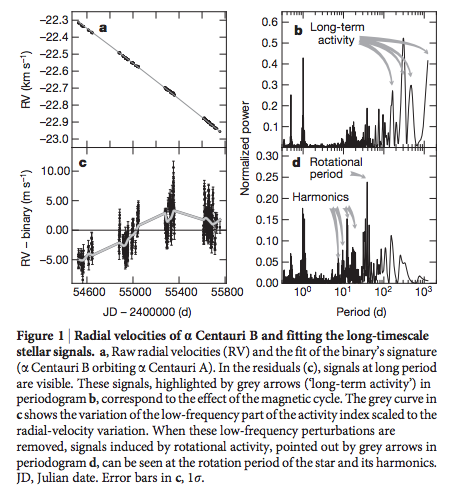 a
RV (km s⁻¹)
−22.3
−22.4
−22.5
−22.6
−22.7
−22.8
−22.9
−23.0
b
Long-term
activity
0.6
0.5
0.4
0.3
0.2
0.1
Normalized power
c
RV − binary (m s⁻¹)
10.00
5.00
0.00
−5.00
54600 55000 55400 55800
JD − 2400000 (d)
d
Rotational
period
Harmonics
0.30
0.25
0.20
0.15
0.10
0.05
0.00
10⁰ 10¹ 10² 10³
Period (d)
Figure 1 | Radial velocities of α Centauri B and fitting the long-timescale
stellar signals. a, Raw radial velocities (RV) and the fit of the binary’s signature
(α Centauri B orbiting α Centauri A). In the residuals (c), signals at long period
are visible. These signals, highlighted by grey arrows (‘long-term activity’) in
periodogram b, correspond to the effect of the magnetic cycle. The grey curve in
c shows the variation of the low-frequency part of the activity index scaled to the
radial-velocity variation. When these low-frequency perturbations are
removed, signals induced by rotational activity, pointed out by grey arrows in
periodogram d, can be seen at the rotation period of the star and its harmonics.
JD, Julian date. Error bars in c, 1σ.